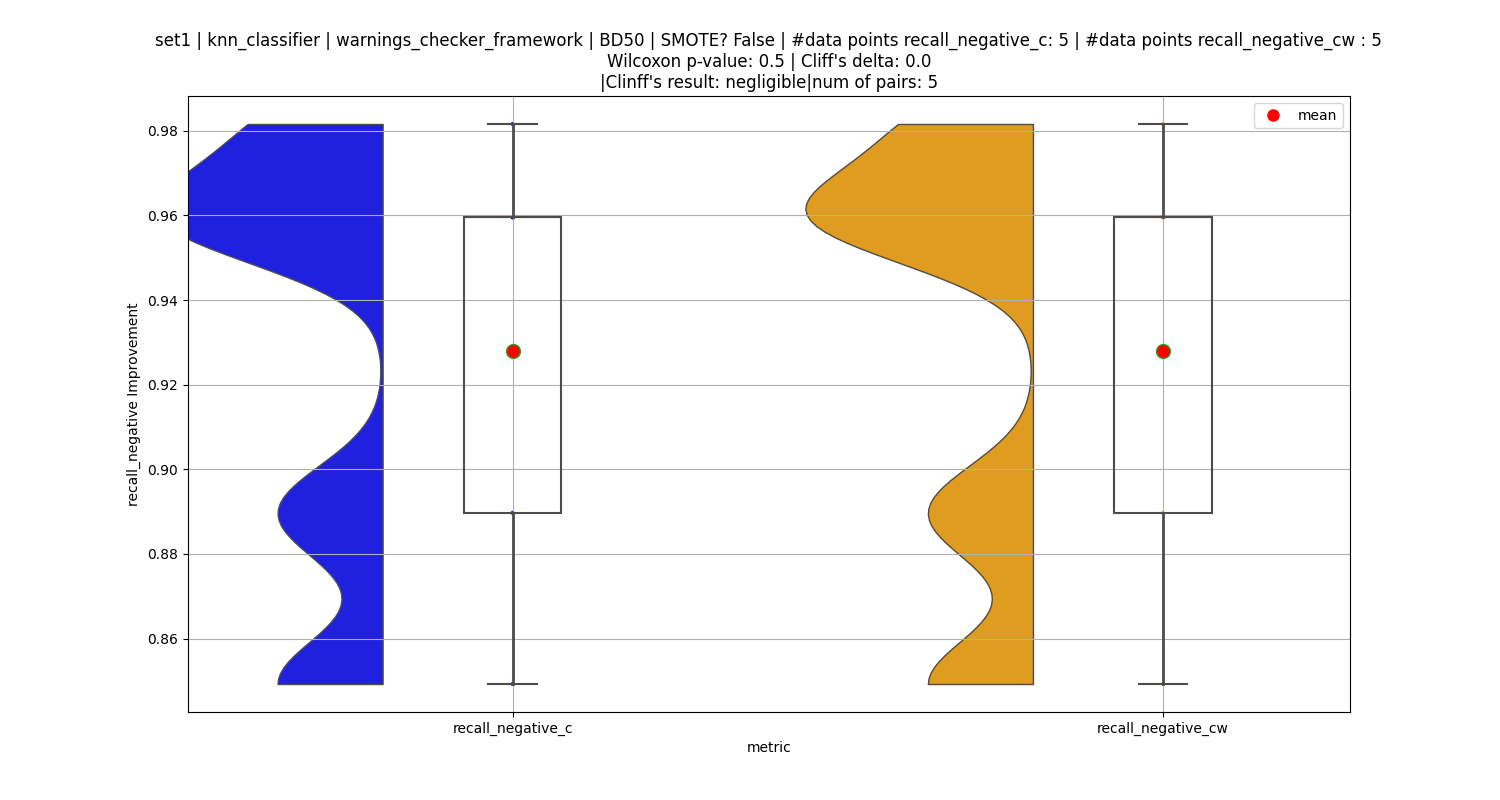 set1 | knn_classifier | warnings_checker_framework | BD50 | SMOTE? False | #data points recall_negative_c: 5 | #data points recall_negative_cw : 5
Wilcoxon p-value: 0.5 | Cliff's delta: 0.0
|Clinff's result: negligible|num of pairs: 5
mean
0.98
0.96
0.94
0.92
0.90
0.88
0.86
recall_negative Improvement
recall_negative_c
recall_negative_cw
metric